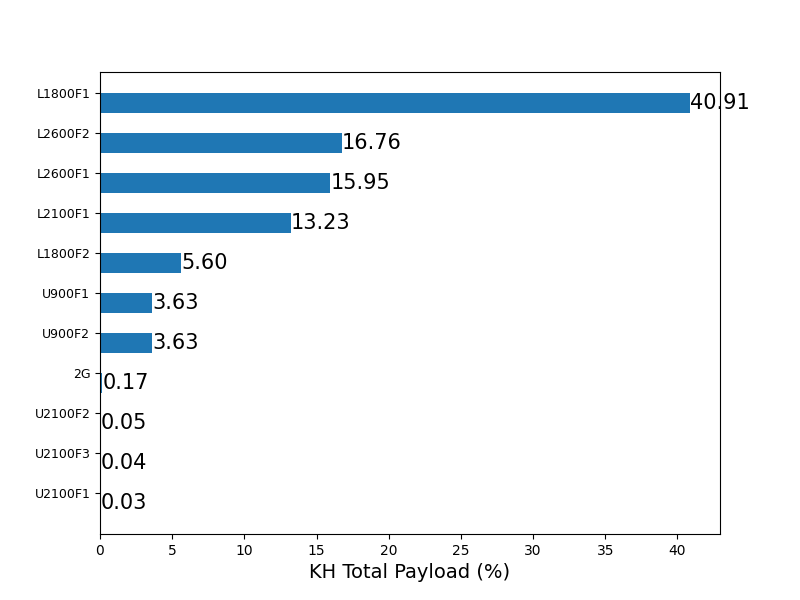 L1800F1 40.91
L2600F2 16.76
L2600F1 15.95
L2100F1 13.23
L1800F2 5.60
U900F1 3.63
U900F2 3.63
2G 0.17
U2100F2 0.05
U2100F3 0.04
U2100F1 0.03
0 5 10 15 20 25 30 35 40
KH Total Payload (%)